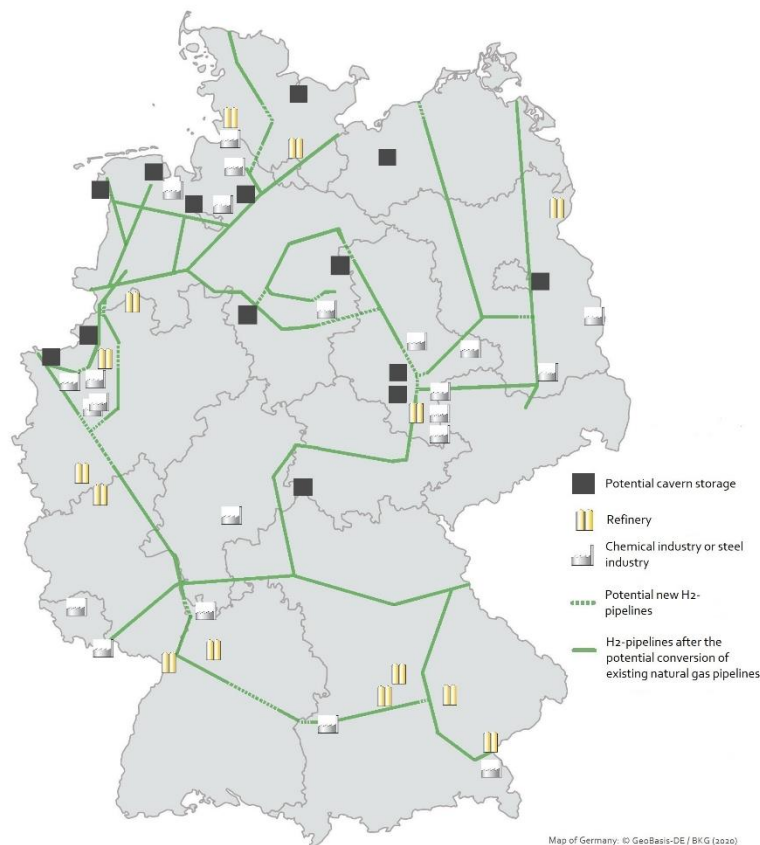 Potential cavern storage
Refinery
Chemical industry or steel
industry
Potential new H2-
pipelines
H2-pipelines after the
potential conversion of
existing natural gas pipelines
Map of Germany: © GeoBasis-DE / BKG (2020)